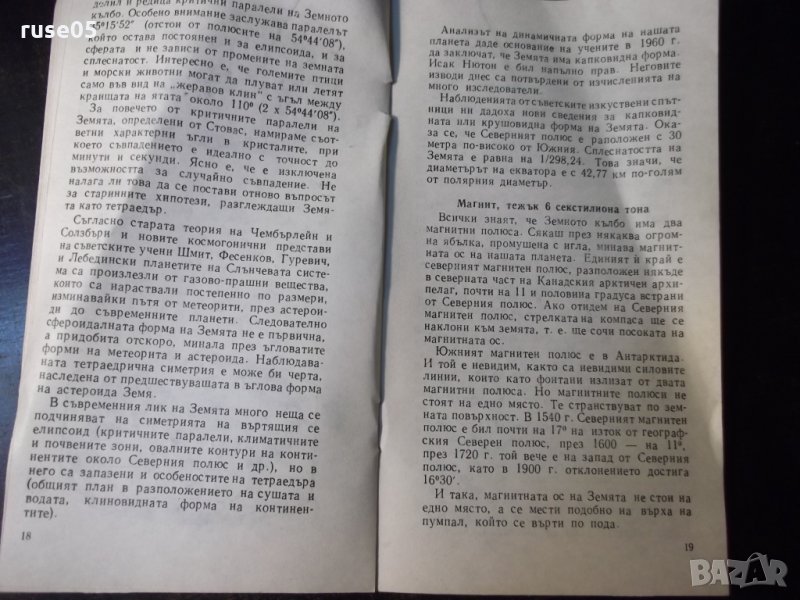 делил и редица критични паралели на Земното
кълбо. Особено внимание заслужава паралелът
35°15′52″ (отстои от полюсите на 54°44′08″),
който остава постоянен и за елипсоида, и за
сферата и не зависи от промените на земната
сплеснатост. Интересно е, че големите птици
и морски животни могат да плуват или летят
само във вид на „жеравов клин" с ъгъл между
краищата на ятата около 110° (2 x 54°44′08″).
За повечето от критичните паралели на
Земята, определени от Стовас, намираме съот-
ветни характерни ъгли в кристалите, при
което съвпадението е идеално с точност до
минути и секунди. Ясно е, че е изключена
възможността за случайно съвпадение. Не
налага ли това да се постави отново въпросът
за старинните хипотези, разглеждащи Земя-
та като тетраедър.
Съгласно старата теория на Чембърлейн и
Солзбъри и новите космогонични представи
на съветските учени Шмит, Фесенков, Гуревич,
и Лебедински планетите на Слънчевата систе-
ма са произлезли от газово-прашни вещества,
които са нараствали постепенно по размери,
изминавайки пътя от метеорити, през астерои-
ди до съвременните планети. Следователно
сфероидалната форма на Земята не е първична,
а придобита отскоро, минала през ъгловатите
форми на метеорита и астероида. Наблюдава-
ната тетраедрична симетрия е може би черта,
наследена от предшествуващата в ъглова форма
на астероида Земя.
В съвременния лик на Земята много неща се
подчиняват на симетрията на въртящия се
елипсоид (критичните паралели, климатичните
и почвени зони, овалните контури на конти-
нентите около Северния полюс и др.), но в
него са запазени и особеностите на тетраедъра
(общият план в разположението на сушата и
водата, клиновидната форма на континен-
тите).
18
Анализът на динамичната форма на нашата
планета даде основание на учените в 1960 г.
да заключат, че Земята има капковидна форма.
Исак Нютон е бил напълно прав. Неговите
изводи днес са потвърдени от изчисленията на
много изследователи.
Наблюденията от съветските изкуствени спът-
ници ни дадоха нови сведения за капковид-
ната или крушовидна форма на Земята. Ока-
за се, че Северният полюс е раположен с 30
метра по-високо от Южния. Сплеснатостта на
Земята е равна на 1/298,24. Това значи, че
диаметърът на екватора е с 42,77 км по-голям
от полярния диаметър.
Магнит, тежък 6 секстилиона тона
Всички знаят, че Земното кълбо има два
магнитни полюса. Сякаш през някаква огром-
на ябълка, промушена с игла, минава магнит-
ната ос на нашата планета. Единият ѝ край е
северният магнитен полюс, разположен някъде
в северната част на Канадския арктичен архи-
пелаг, почти на 11 и половина градуса встрани
от Северния полюс. Ако отидем на Северния
магнитен полюс, стрелката на компаса ще се
наклони към земята, т. е. ще сочи посоката на
магнитната ос.
Южният магнитен полюс е в Антарктида.
И той е невидим, както са невидими силовите
линии, които като фонтани излизат от двата
магнитни полюса. Но магнитните полюси не
стоят на едно място. Те странствуват по зем-
ната повърхност. В 1540 г. Северният магнитен
полюс е бил почти на 17° на изток от географ-
ския Северен полюс, през 1600 — на 11°,
през 1720 г. той вече е на запад от Северния
полюс, като в 1900 г. отклонението достига
16°30′.
И така, магнитната ос на Земята не стои на
едно място, а се мести подобно на върха на
пумпал, който се върти по пода.
19
ruse05
BAZAR